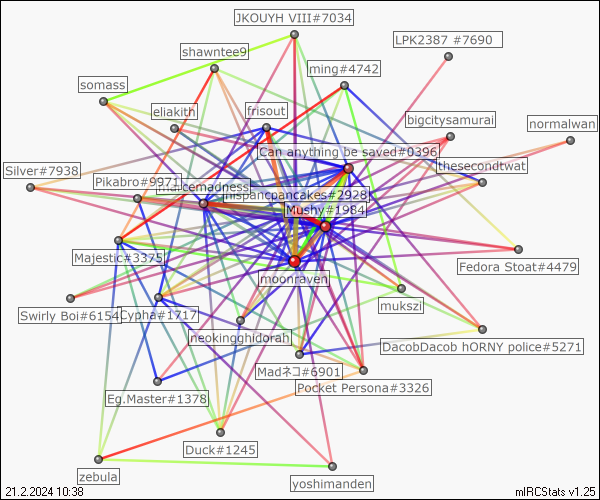 JKOUYH VIII#7034
LPK2387 #7690
shawntee9
ming#4742
somass
eliakith
frisout
bigcitysamurai
normalwan
Can anything be saved#0396
thesecondtwat
Silver#7938
Pikabro#9973
hispancpancakes#2928
Mushy#1984
Majestic#3375
moonraven
Fedora Stoat#4479
Swirly Boi#6154
Cypha#1717
mukszi
neokingghidorah
DacobDacob hORNY police#5271
Madネコ#6901
Pocket Persona#3326
Eg.Master#1378
Duck#1245
zebula
yoshimanden
21.2.2024 10:38
mIRCStats v1.25